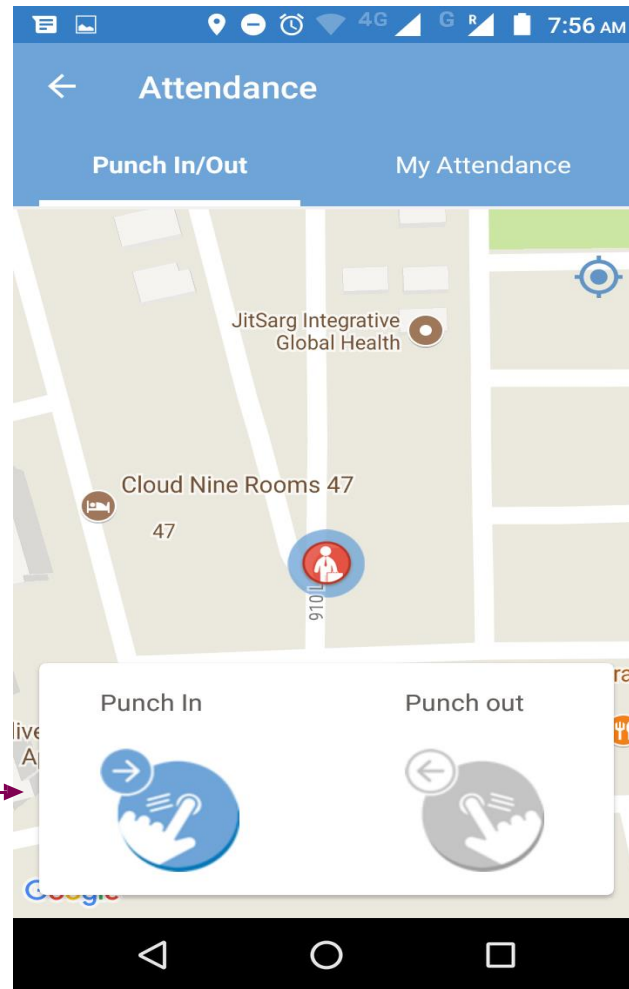 4G G R 7:56 AM
Attendance
Punch In/Out My Attendance
JitSarg Integrative
Global Health
Cloud Nine Rooms 47
47
910 L
Punch In Punch out
Google